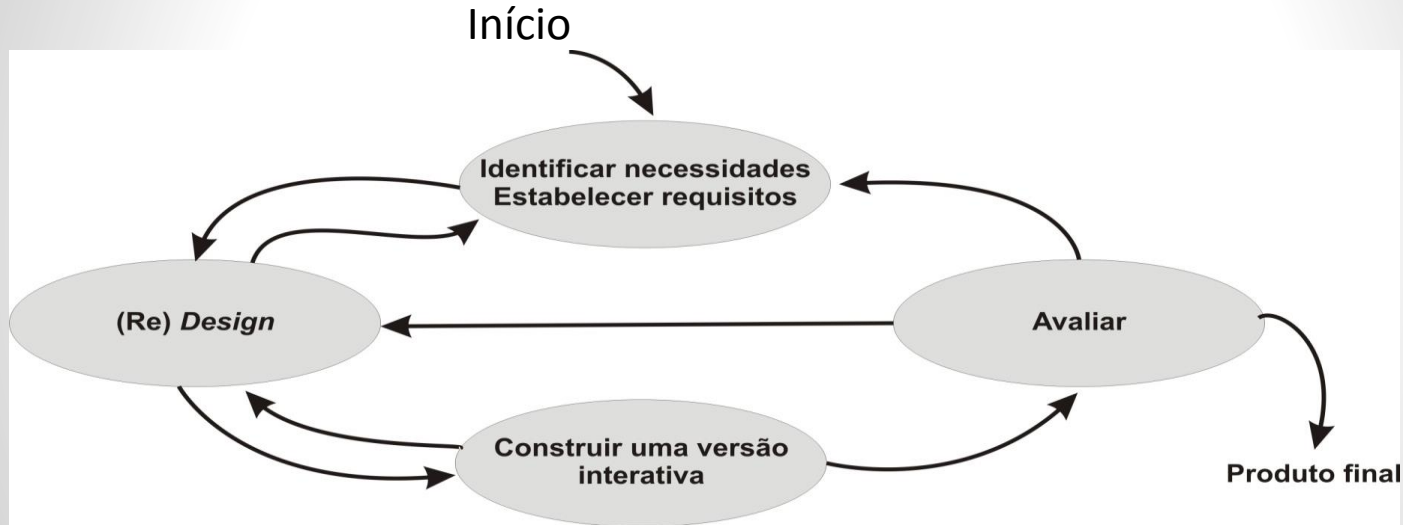 Início
Identificar necessidades
Estabelecer requisitos
(Re) Design
Avaliar
Construir uma versão
interativa
Produto final